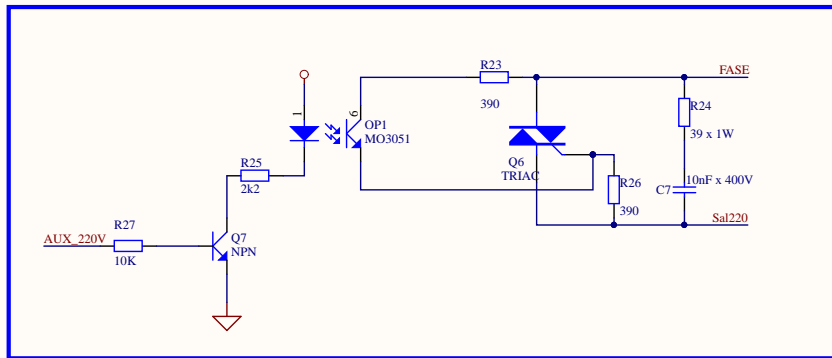 R23
390
FASE
R24
39 x 1W
1
6
OP1
MO3051
Q6
TRIAC
R25
2k2
R26
390
C7
10nF x 400V
Sal220
R27
10K
AUX_220V
Q7
NPN